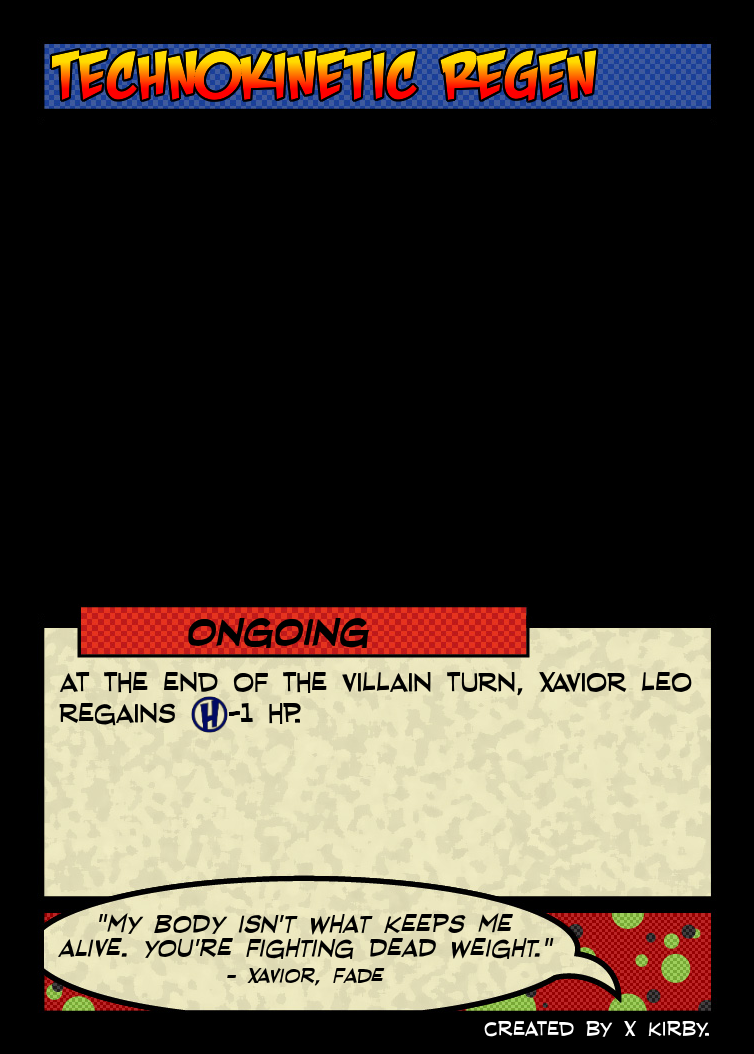 TECHNOKINETIC REGEN
ONGOING
AT THE END OF THE VILLAIN TURN, XAVIOR LEO
REGAINS H-1 HP.
"MY BODY ISN'T WHAT KEEPS ME
ALIVE. YOU'RE FIGHTING DEAD WEIGHT."
- XAVIOR, FADE
CREATED BY X KIRBY.